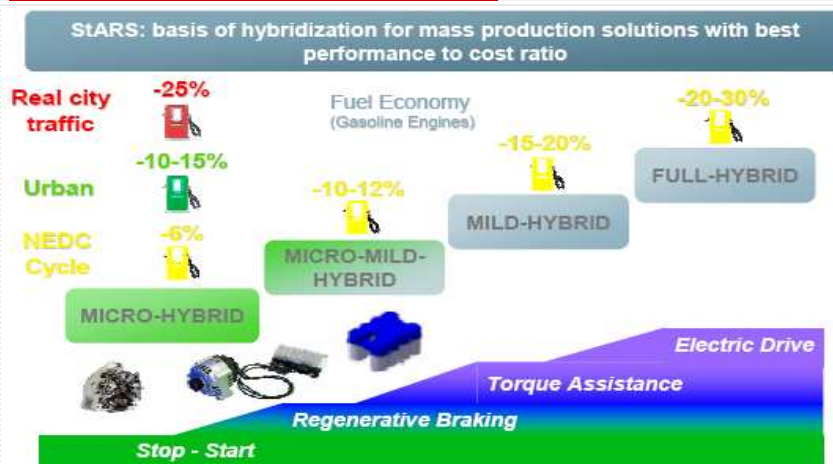 StARS: basis of hybridization for mass production solutions with best
performance to cost ratio
Real city
traffic
-25%
Fuel Economy
(Gasoline Engines)
-20-30%
-15-20%
FULL-HYBRID
Urban
-10-15%
-10-12%
MILD-HYBRID
NEDC
Cycle
-6%
MICRO-MILD-
HYBRID
MICRO-HYBRID
Electric Drive
Torque Assistance
Regenerative Braking
Stop - Start